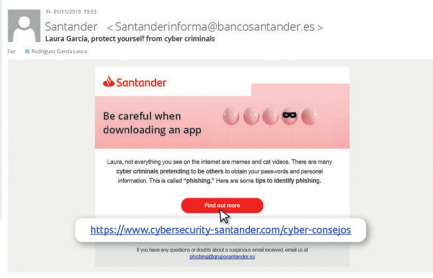 Fri. 01/11/2019 19:53
Santander <Santanderinforma@bancosantander.es>
Laura Garcia, protect yourself from cyber criminals
For Rodríguez García Laura
Santander
Be careful when
downloading an app
Laura, not everything you see on the internet are memes and cat videos. There are many
cyber criminals pretending to be others to obtain your passwords and personal
information. This is called "phishing." Here are some tips to identify phishing.
Find out more
https://www.cybersecurity-santander.com/cyber-consejos
If you have any questions or doubts about a suspicious email received, email us at
phishing@gruposantander.es